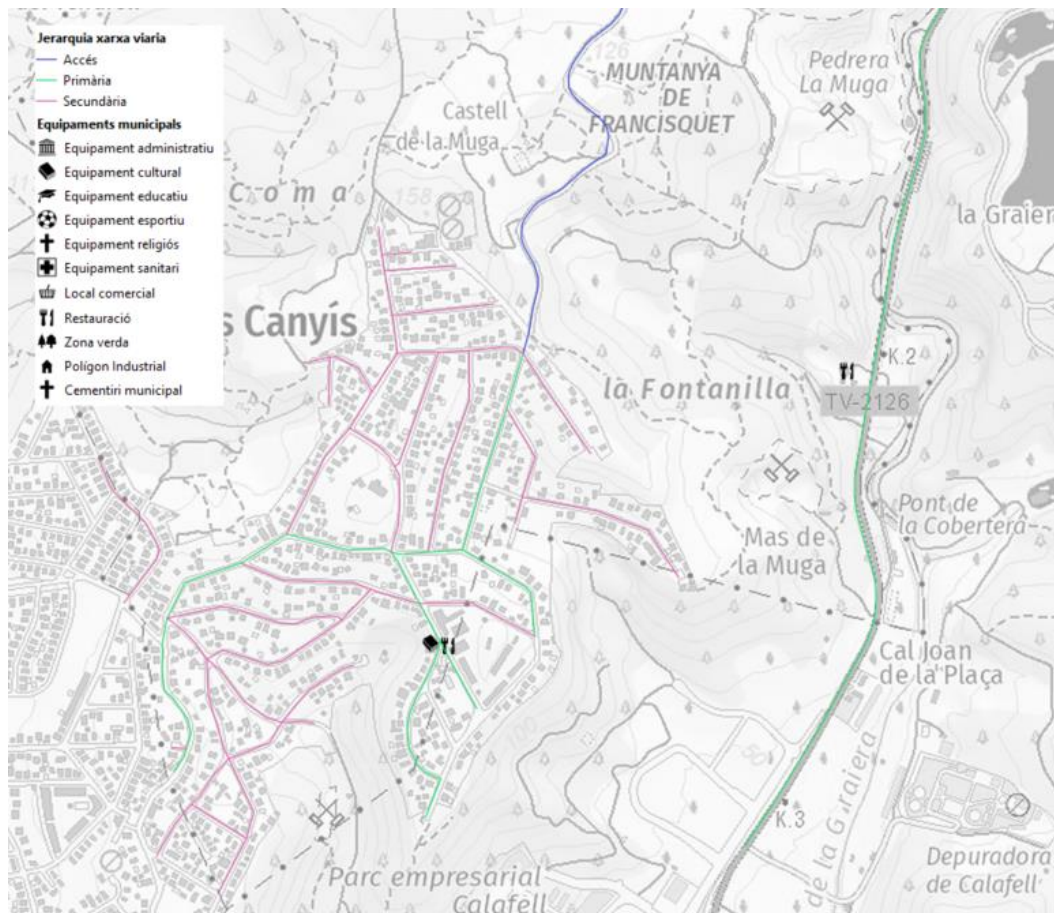 Jerarquia xarxa viaria
Accés
Primària
Secundària
Equipaments municipals
Equipament administratiu
Equipament cultural
Equipament educatiu
Equipament esportiu
Equipament religiós
Equipament sanitari
Local comercial
Restauració
Zona verda
Polígon Industrial
Cementiri municipal
126
MUNTANYA
DE
FRANCISQUET
Pedrera
La Muga
Castell
de la Muga
Coma
158
la Graier
s Canyís
la Fontanilla
K.2
TV-2126
Pont de
la Cobertera
Mas de
la Muga
Cal Joan
de la Plaça
K.3
de la Graiera
Parc empresarial
Calafell
Depuradora
de Calafell